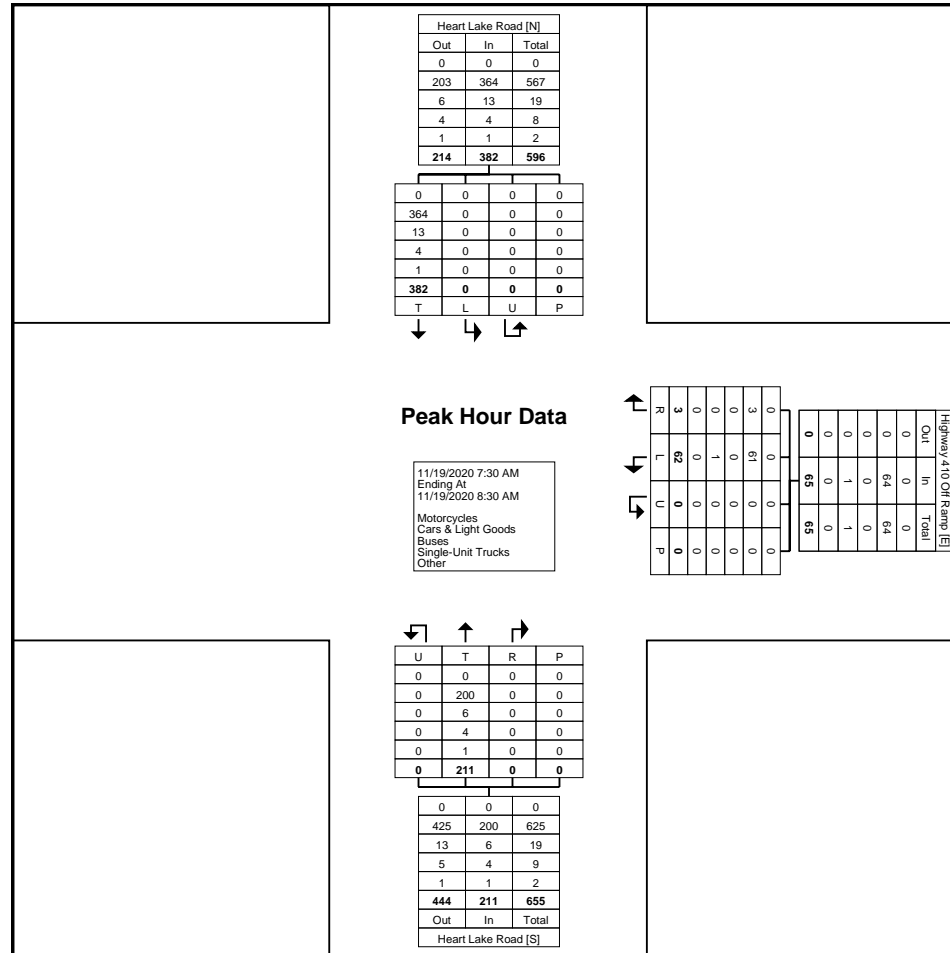 Heart Lake Road [N]
Out In Total
0 0 0
203 364 567
6 13 19
4 4 8
1 1 2
214 382 596
0 0 0 0
364 0 0 0
13 0 0 0
4 0 0 0
1 0 0 0
382 0 0 0
T L U P
Peak Hour Data
11/19/2020 7:30 AM
Ending At
11/19/2020 8:30 AM
Motorcycles
Cars & Light Goods
Buses
Single-Unit Trucks
Other
Highway 410 Off Ramp [E]
Out In Total
0 0 0
0 64 64
0 0 0
0 1 1
0 0 0
0 65 65
0 0 0 0
3 61 0 0
0 0 0 0
0 1 0 0
0 0 0 0
3 62 0 0
R L U P
U T R P
0 0 0 0
0 200 0 0
0 6 0 0
0 4 0 0
0 1 0 0
0 211 0 0
0 0 0
425 200 625
13 6 19
5 4 9
1 1 2
444 211 655
Out In Total
Heart Lake Road [S]